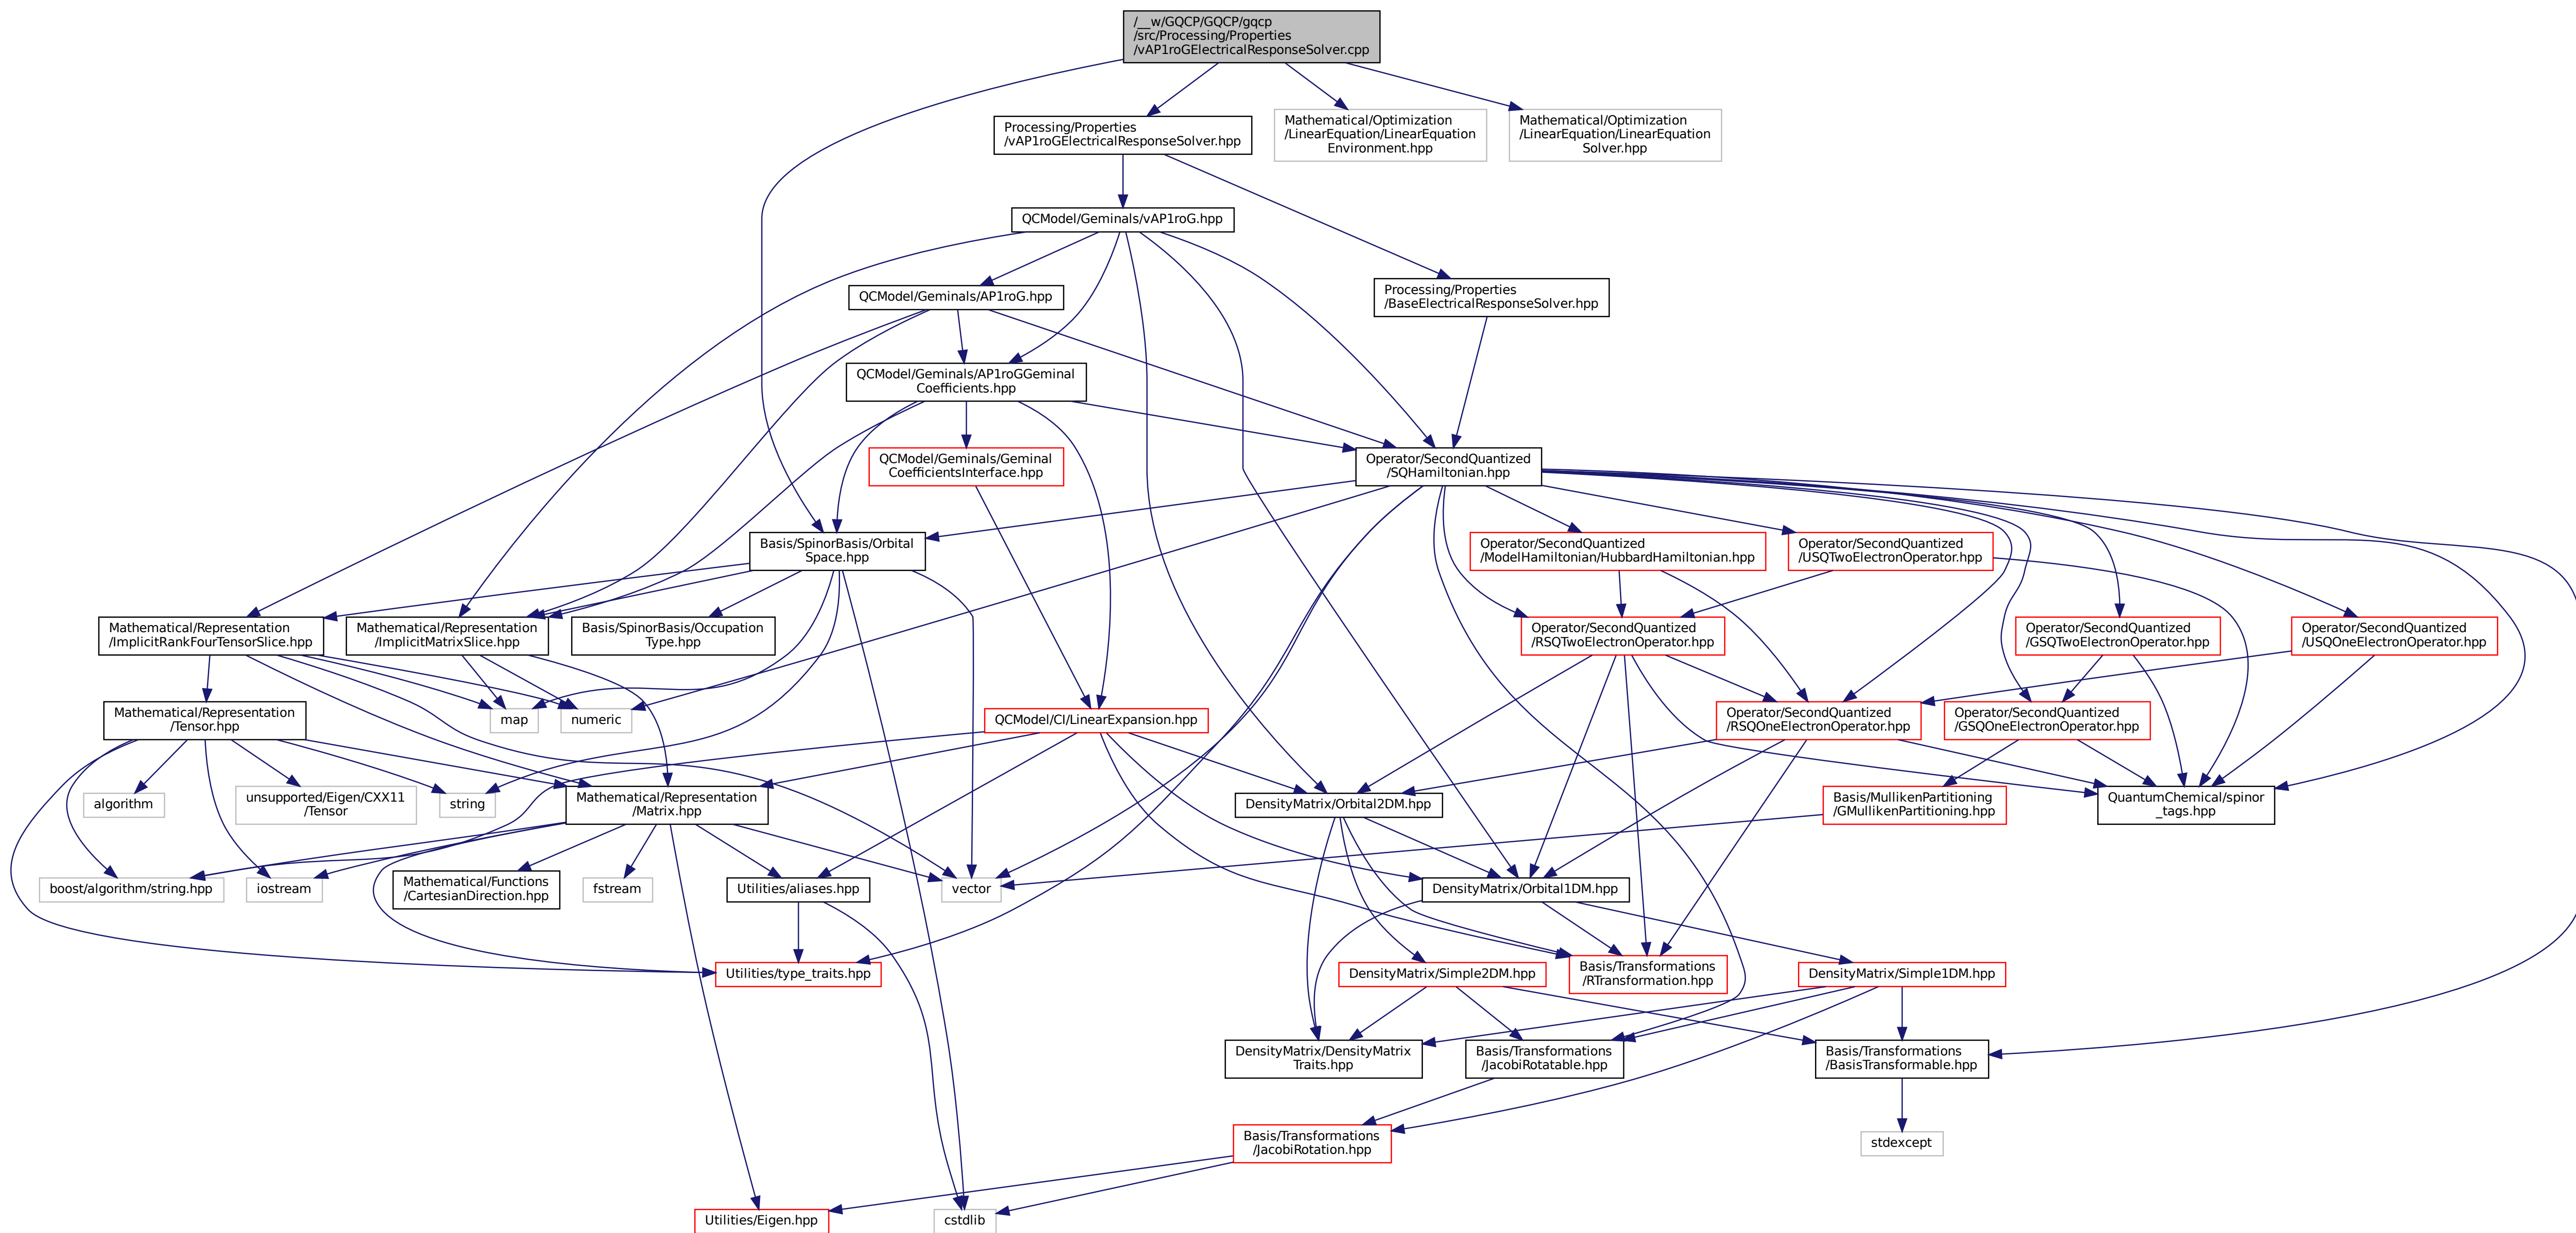 /__w/GQCP/GQCP/gqcp
/src/Processing/Properties
/vAP1roGElectricalResponseSolver.cpp
Processing/Properties
/vAP1roGElectricalResponseSolver.hpp
Mathematical/Optimization
/LinearEquation/LinearEquation
Environment.hpp
Mathematical/Optimization
/LinearEquation/LinearEquation
Solver.hpp
QCModel/Geminals/vAP1roG.hpp
QCModel/Geminals/AP1roG.hpp
Processing/Properties
/BaseElectricalResponseSolver.hpp
QCModel/Geminals/AP1roGGeminal
Coefficients.hpp
QCModel/Geminals/Geminal
CoefficientsInterface.hpp
Operator/SecondQuantized
/SQHamiltonian.hpp
Basis/SpinorBasis/Orbital
Space.hpp
Operator/SecondQuantized
/ModelHamiltonian/HubbardHamiltonian.hpp
Operator/SecondQuantized
/USQTwoElectronOperator.hpp
Mathematical/Representation
/ImplicitRankFourTensorSlice.hpp
Mathematical/Representation
/ImplicitMatrixSlice.hpp
Basis/SpinorBasis/Occupation
Type.hpp
Operator/SecondQuantized
/RSQTwoElectronOperator.hpp
Operator/SecondQuantized
/GSQTwoElectronOperator.hpp
Operator/SecondQuantized
/USQOneElectronOperator.hpp
Mathematical/Representation
/Tensor.hpp
map
numeric
QCModel/CI/LinearExpansion.hpp
Operator/SecondQuantized
/RSQOneElectronOperator.hpp
Operator/SecondQuantized
/GSQOneElectronOperator.hpp
algorithm
unsupported/Eigen/CXX11
/Tensor
string
Mathematical/Representation
/Matrix.hpp
DensityMatrix/Orbital2DM.hpp
Basis/MullikenPartitioning
/GMullikenPartitioning.hpp
QuantumChemical/spinor
_tags.hpp
boost/algorithm/string.hpp
iostream
Mathematical/Functions
/CartesianDirection.hpp
fstream
Utilities/aliases.hpp
vector
DensityMatrix/Orbital1DM.hpp
Utilities/type_traits.hpp
DensityMatrix/Simple2DM.hpp
Basis/Transformations
/RTransformation.hpp
DensityMatrix/Simple1DM.hpp
DensityMatrix/DensityMatrix
Traits.hpp
Basis/Transformations
/JacobiRotatable.hpp
Basis/Transformations
/BasisTransformable.hpp
Basis/Transformations
/JacobiRotation.hpp
stdexcept
Utilities/Eigen.hpp
cstdlib